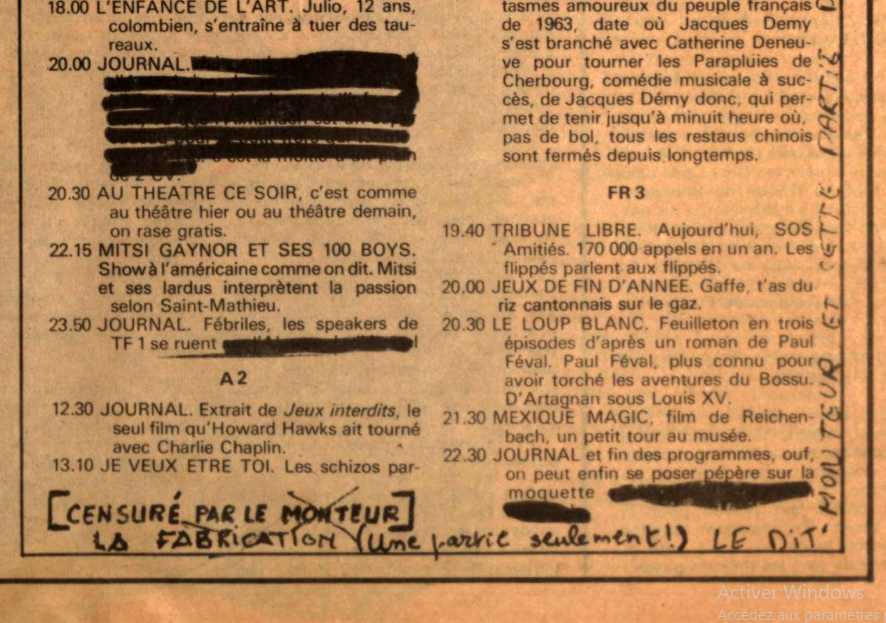 18.00 L'ENFANCE DE L'ART. Julio, 12 ans,
colombien, s'entraîne à tuer des tau-
reaux.
20.00 JOURNAL.
de 2 CV.
20.30 AU THEATRE CE SOIR, c'est comme
au théâtre hier ou au théâtre demain,
on rase gratis.
22.15 MITSI GAYNOR ET SES 100 BOYS.
Show à l'américaine comme on dit. Mitsi
et ses lardus interprètent la passion
selon Saint-Mathieu.
23.50 JOURNAL. Fébriles, les speakers de
TF 1 se ruent
A 2
12.30 JOURNAL. Extrait de Jeux interdits, le
seul film qu'Howard Hawks ait tourné
avec Charlie Chaplin.
13.10 JE VEUX ETRE TOI. Les schizos par-
tasmes amoureux du peuple français
de 1963, date où Jacques Demy
s'est branché avec Catherine Deneu-
ve pour tourner les Parapluies de
Cherbourg, comédie musicale à suc-
cès, de Jacques Démy donc, qui per-
met de tenir jusqu'à minuit heure où,
pas de bol, tous les restaus chinois
sont fermés depuis longtemps.
FR 3
19.40 TRIBUNE LIBRE. Aujourd'hui, SOS
Amitiés. 170 000 appels en un an. Les
flippés parlent aux flippés.
20.00 JEUX DE FIN D'ANNEE. Gaffe, t'as du
riz cantonnais sur le gaz.
20.30 LE LOUP BLANC. Feuilleton en trois
épisodes d'après un roman de Paul
Féval. Paul Féval, plus connu pour
avoir torché les aventures du Bossu.
D'Artagnan sous Louis XV.
21.30 MEXIQUE MAGIC, film de Reichen-
bach, un petit tour au musée.
22.30 JOURNAL et fin des programmes, ouf,
on peut enfin se poser pépère sur la
moquette
[CENSURÉ PAR LE MONTEUR]
LA FABRICATION (Une partie seulement!) LE DIT
MONTEUR ET CETTE PARTIE
Activer Windows
Accédez aux paramètres